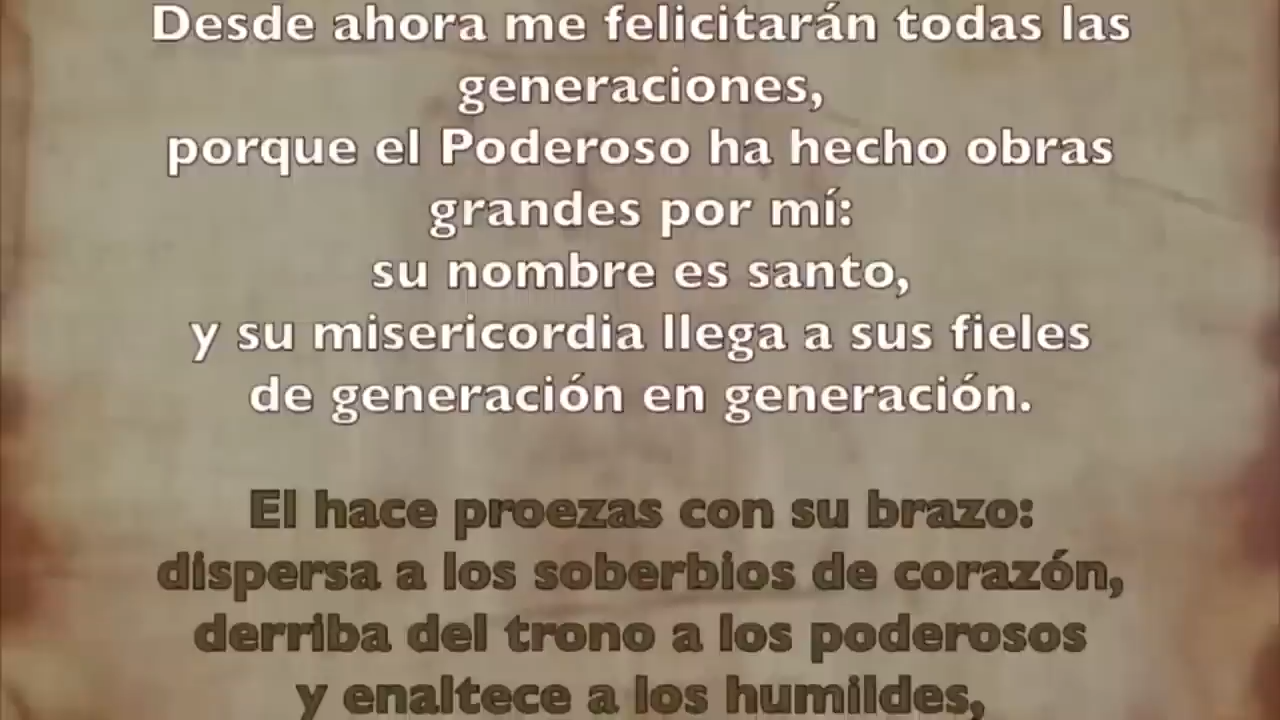 Desde ahora me felicitarán todas las
generaciones,
porque el Poderoso ha hecho obras
grandes por mí:
su nombre es santo,
y su misericordia llega a sus fieles
de generación en generación.
El hace proezas con su brazo:
dispersa a los soberbios de corazón,
derriba del trono a los poderosos
y enaltece a los humildes,